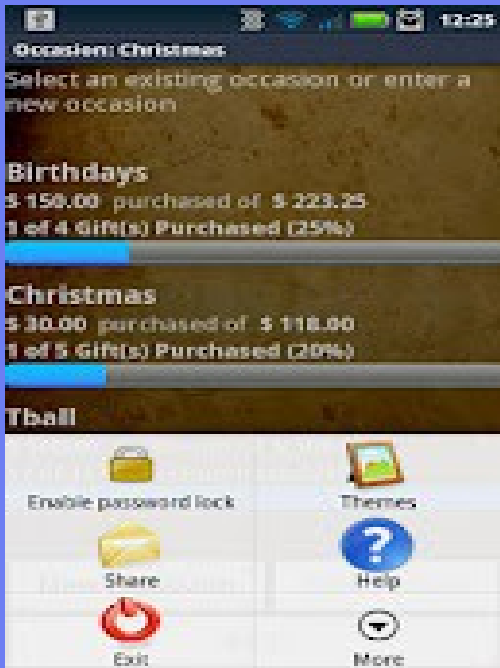 12:25
Occasion: Christmas
Select an existing occasion or enter a
new occasion
Birthdays
$ 150.00 purchased of $ 223.25
1 of 4 Gift(s) Purchased (25%)
Christmas
$ 30.00 purchased of $ 118.00
1 of 5 Gift(s) Purchased (20%)
Tball
Enable password lock
Themes
Share
Help
Exit
More